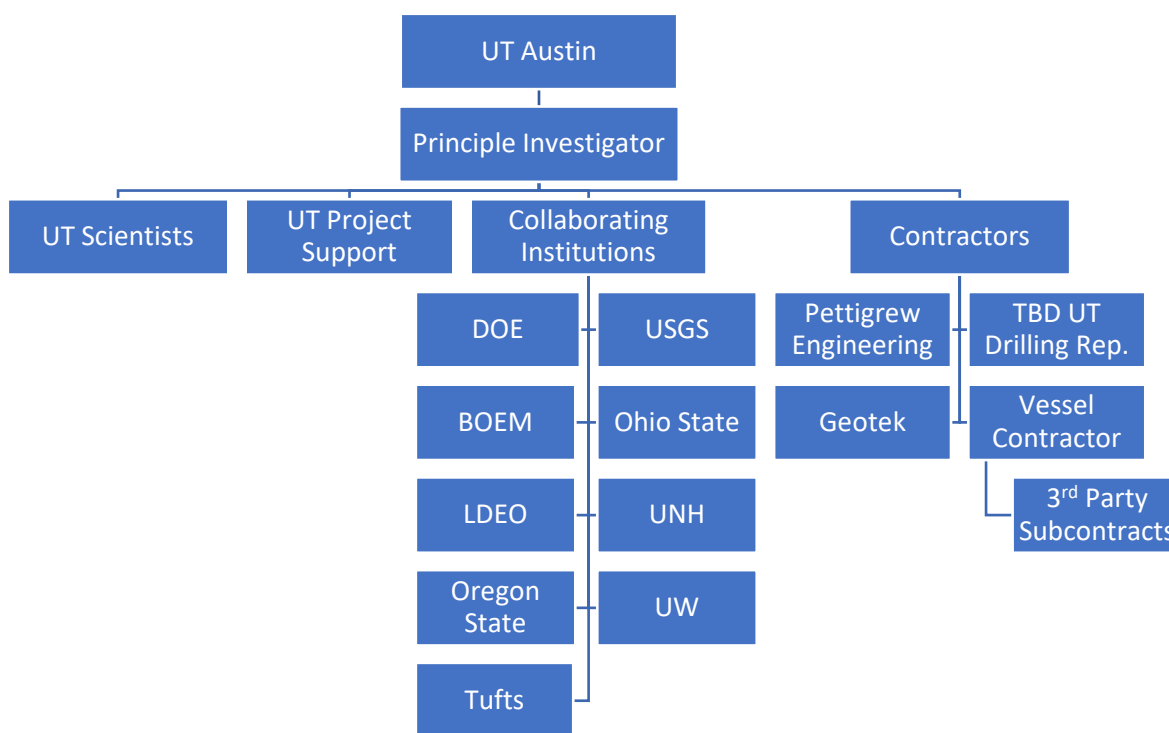 UT Austin
Principle Investigator
UT Scientists
UT Project
Support
Collaborating
Institutions
Contractors
DOE
USGS
Pettigrew
Engineering
TBD UT
Drilling Rep.
BOEM
Ohio State
Geotek
Vessel
Contractor
LDEO
UNH
3rd Party
Subcontracts
Oregon
State
UW
Tufts